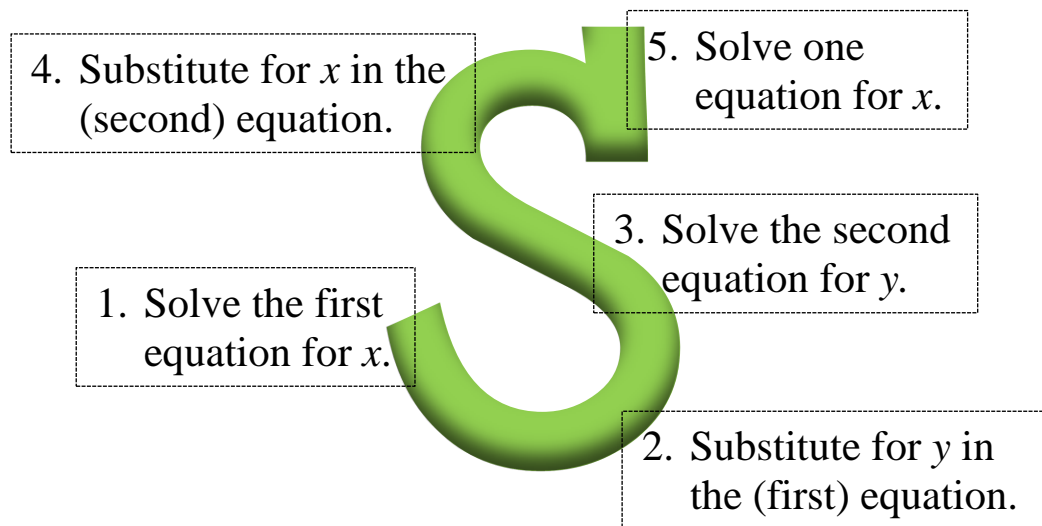 4. Substitute for x in the
(second) equation.
5. Solve one
equation for x.
3. Solve the second
equation for y.
1. Solve the first
equation for x.
2. Substitute for y in
the (first) equation.
S